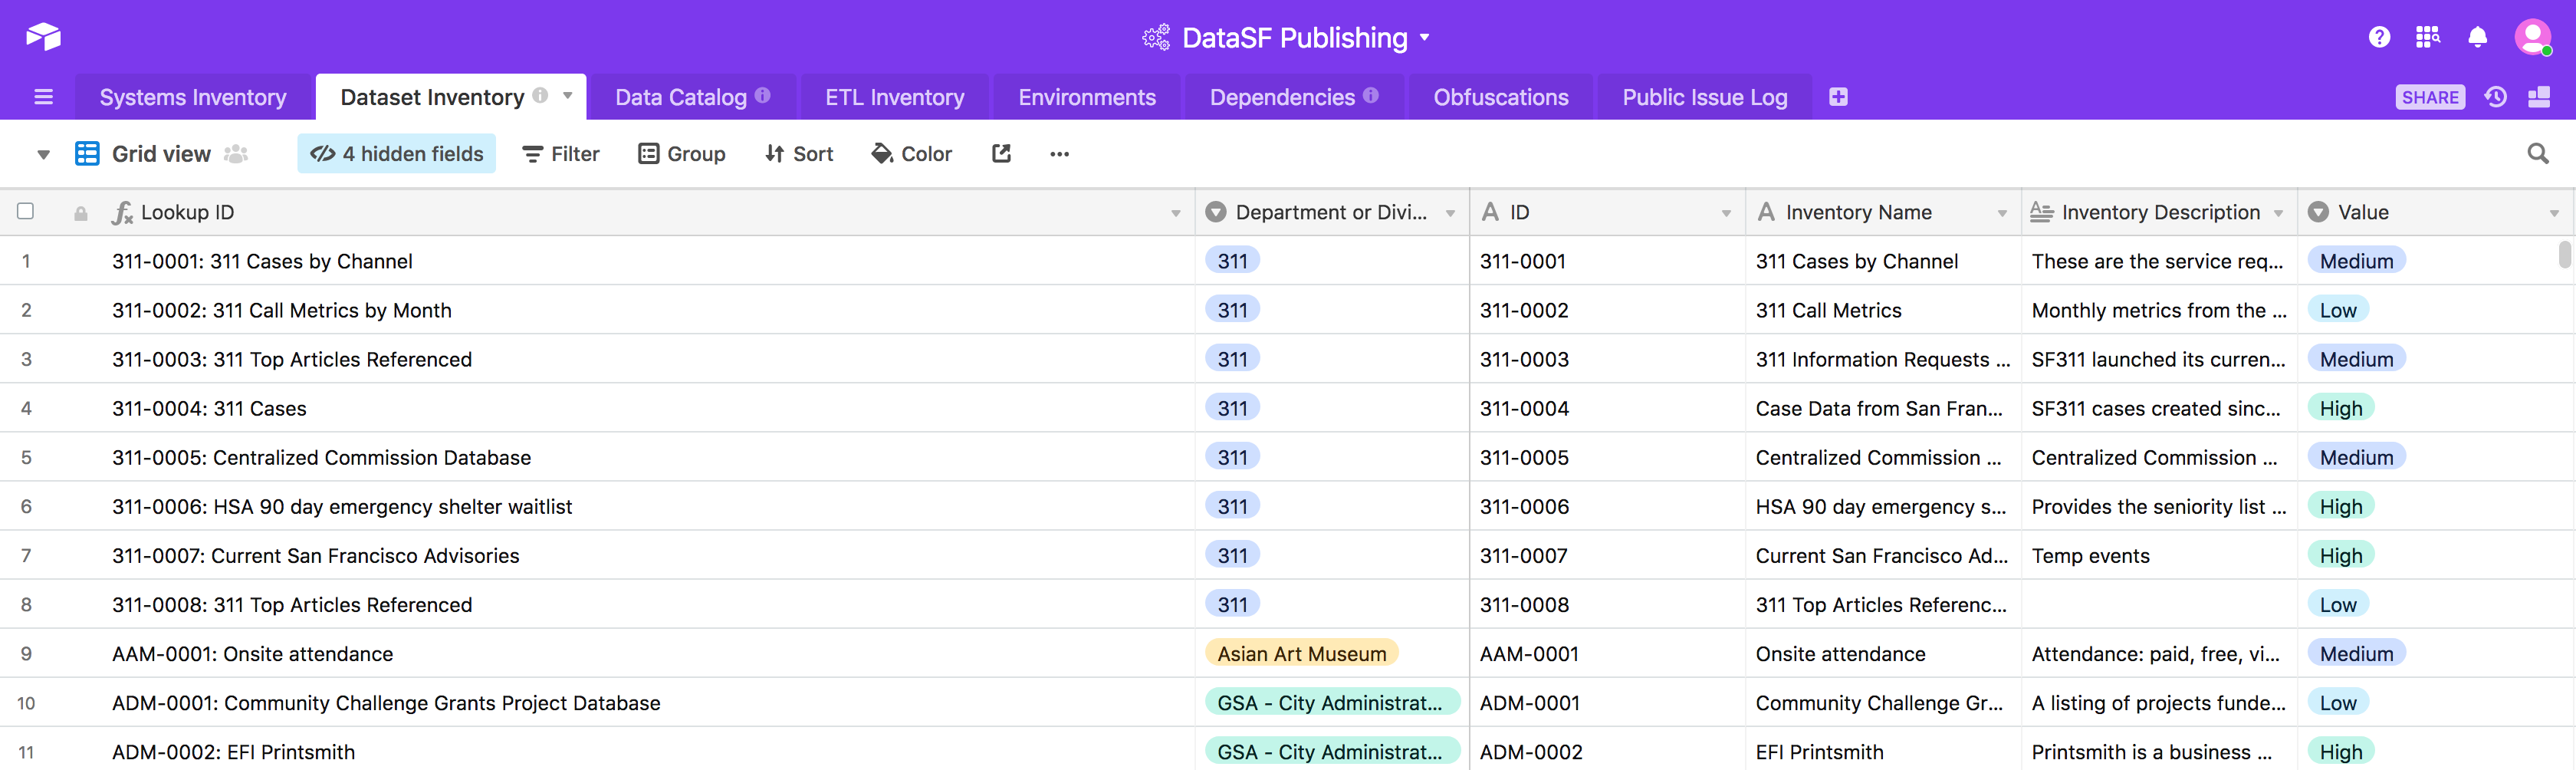 DataSF Publishing
Systems Inventory Dataset Inventory Data Catalog ETL Inventory Environments Dependencies Obfuscations Public Issue Log SHARE
Grid view 4 hidden fields Filter Group Sort Color ...
Lookup ID Department or Divi... ID Inventory Name Inventory Description Value
1 311-0001: 311 Cases by Channel 311 311-0001 311 Cases by Channel These are the service req... Medium
2 311-0002: 311 Call Metrics by Month 311 311-0002 311 Call Metrics Monthly metrics from the ... Low
3 311-0003: 311 Top Articles Referenced 311 311-0003 311 Information Requests ... SF311 launched its curren... Medium
4 311-0004: 311 Cases 311 311-0004 Case Data from San Fran... SF311 cases created sinc... High
5 311-0005: Centralized Commission Database 311 311-0005 Centralized Commission ... Centralized Commission ... Medium
6 311-0006: HSA 90 day emergency shelter waitlist 311 311-0006 HSA 90 day emergency s... Provides the seniority list ... High
7 311-0007: Current San Francisco Advisories 311 311-0007 Current San Francisco Ad... Temp events High
8 311-0008: 311 Top Articles Referenced 311 311-0008 311 Top Articles Referenc... Low
9 AAM-0001: Onsite attendance Asian Art Museum AAM-0001 Onsite attendance Attendance: paid, free, vi... Medium
10 ADM-0001: Community Challenge Grants Project Database GSA - City Administrat... ADM-0001 Community Challenge Gr... A listing of projects funde... Low
11 ADM-0002: EFI Printsmith GSA - City Administrat... ADM-0002 EFI Printsmith Printsmith is a business ... High